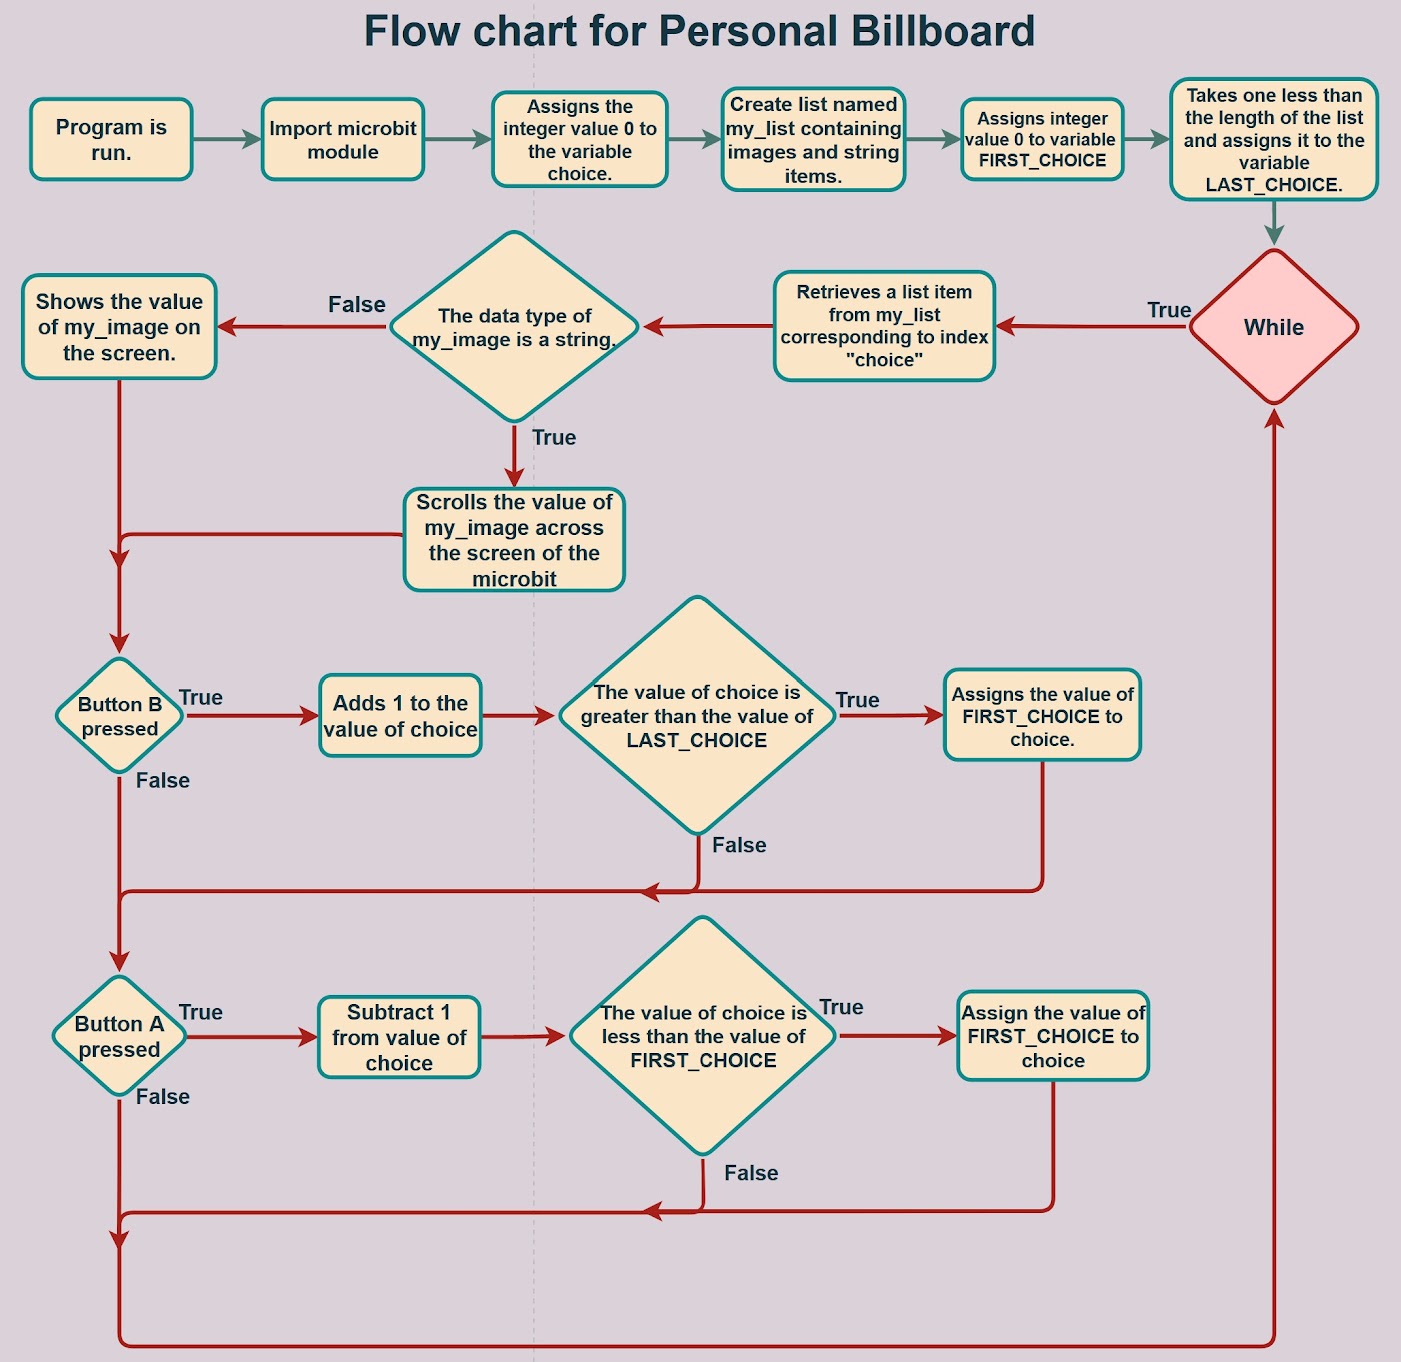 Flow chart for Personal Billboard
Program is
run.
Import microbit
module
Assigns the
integer value 0 to
the variable
choice.
Create list named
my_list containing
images and string
items.
Assigns integer
value 0 to variable
FIRST_CHOICE
Takes one less than
the length of the list
and assigns it to the
variable
LAST_CHOICE.
While
True
Retrieves a list item
from my_list
corresponding to index
"choice"
The data type of
my_image is a string.
False
Shows the value
of my_image on
the screen.
True
Scrolls the value of
my_image across
the screen of the
microbit
Button B
pressed
True
Adds 1 to the
value of choice
The value of choice is
greater than the value of
LAST_CHOICE
True
Assigns the value of
FIRST_CHOICE to
choice.
False
False
Button A
pressed
True
Subtract 1
from value of
choice
The value of choice is
less than the value of
FIRST_CHOICE
True
Assign the value of
FIRST_CHOICE to
choice
False
False